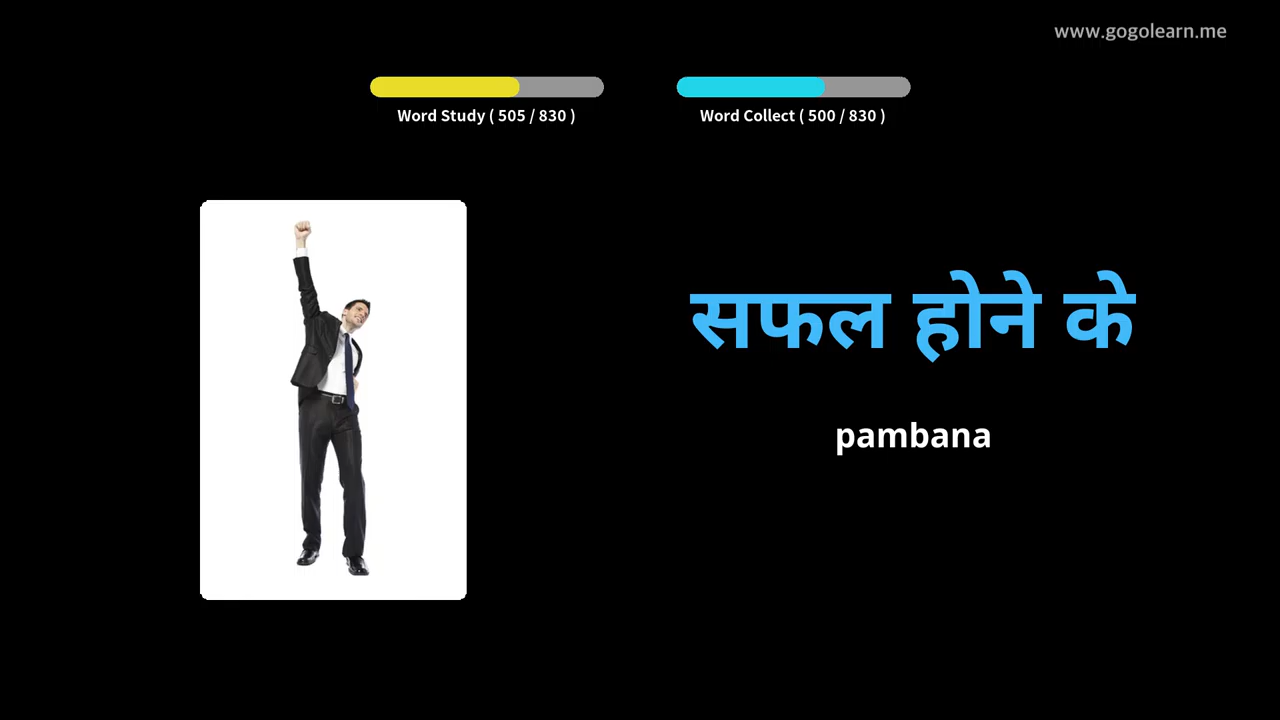 www.gogolearn.me
Word Study ( 505 / 830 )
Word Collect ( 500 / 830 )
सफल होने के
pambana